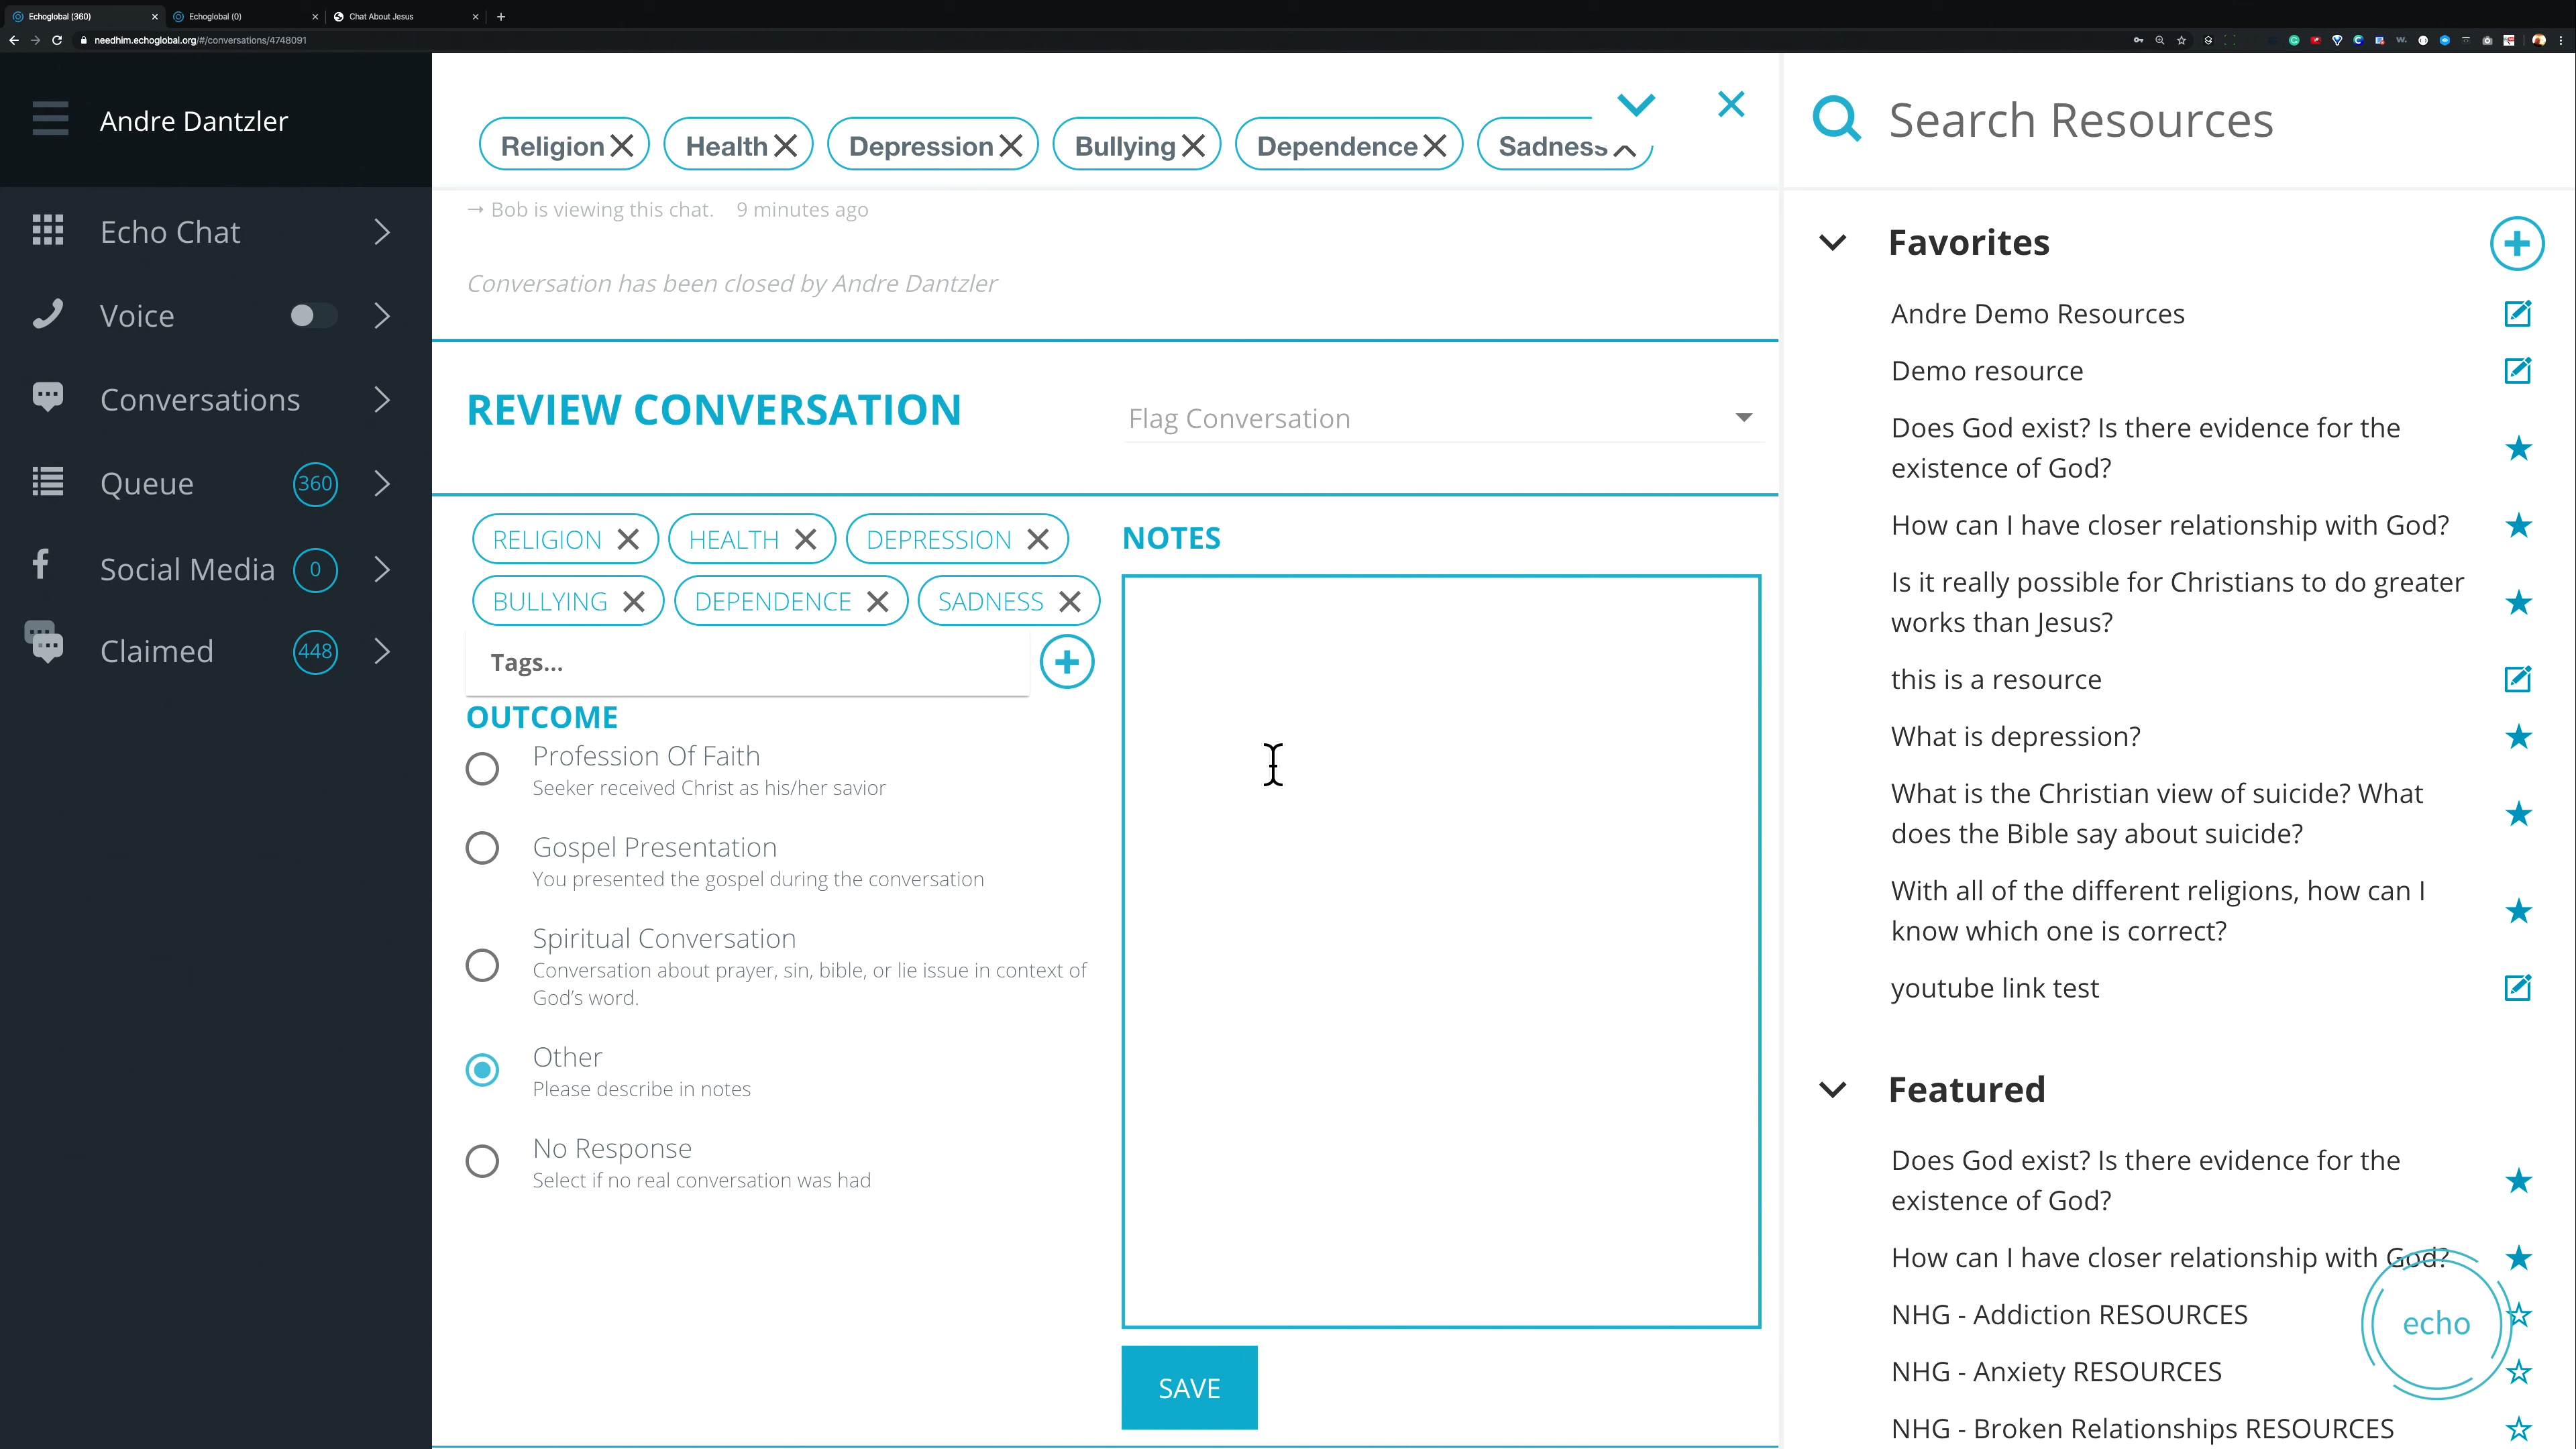 Echoglobal (360)
Echoglobal (0)
Chat About Jesus
needhim.echoglobal.org/#/conversations/4748091
Andre Dantzler
Echo Chat
Voice
Conversations
Queue 360
Social Media 0
Claimed 448
Religion
Health
Depression
Bullying
Dependence
Sadness
→ Bob is viewing this chat. 9 minutes ago
Conversation has been closed by Andre Dantzler
REVIEW CONVERSATION
Flag Conversation
RELIGION
HEALTH
DEPRESSION
BULLYING
DEPENDENCE
SADNESS
Tags...
OUTCOME
Profession Of Faith
Seeker received Christ as his/her savior
Gospel Presentation
You presented the gospel during the conversation
Spiritual Conversation
Conversation about prayer, sin, bible, or lie issue in context of
God's word.
Other
Please describe in notes
No Response
Select if no real conversation was had
NOTES
SAVE
Search Resources
Favorites
Andre Demo Resources
Demo resource
Does God exist? Is there evidence for the
existence of God?
How can I have closer relationship with God?
Is it really possible for Christians to do greater
works than Jesus?
this is a resource
What is depression?
What is the Christian view of suicide? What
does the Bible say about suicide?
With all of the different religions, how can I
know which one is correct?
youtube link test
Featured
Does God exist? Is there evidence for the
existence of God?
How can I have closer relationship with God?
NHG - Addiction RESOURCES
NHG - Anxiety RESOURCES
NHG - Broken Relationships RESOURCES
echo